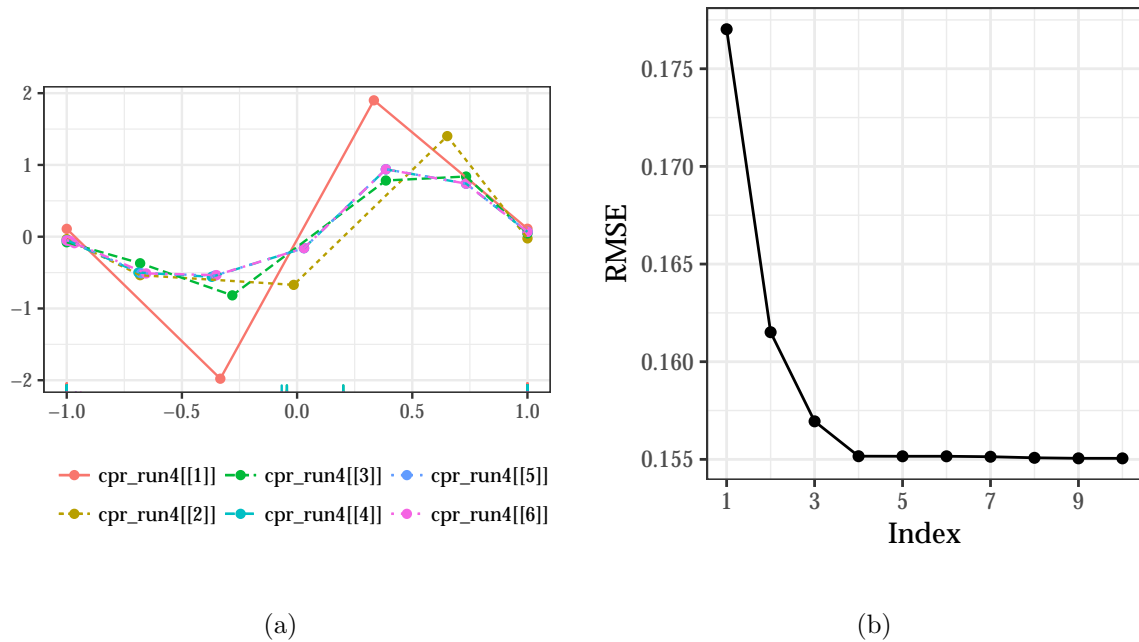 2
1
0
−1
−2
−1.0 −0.5 0.0 0.5 1.0
cpr_run4[[1]] cpr_run4[[3]] cpr_run4[[5]]
cpr_run4[[2]] cpr_run4[[4]] cpr_run4[[6]]
(a)
RMSE
0.175
0.170
0.165
0.160
0.155
1 3 5 7 9
Index
(b)